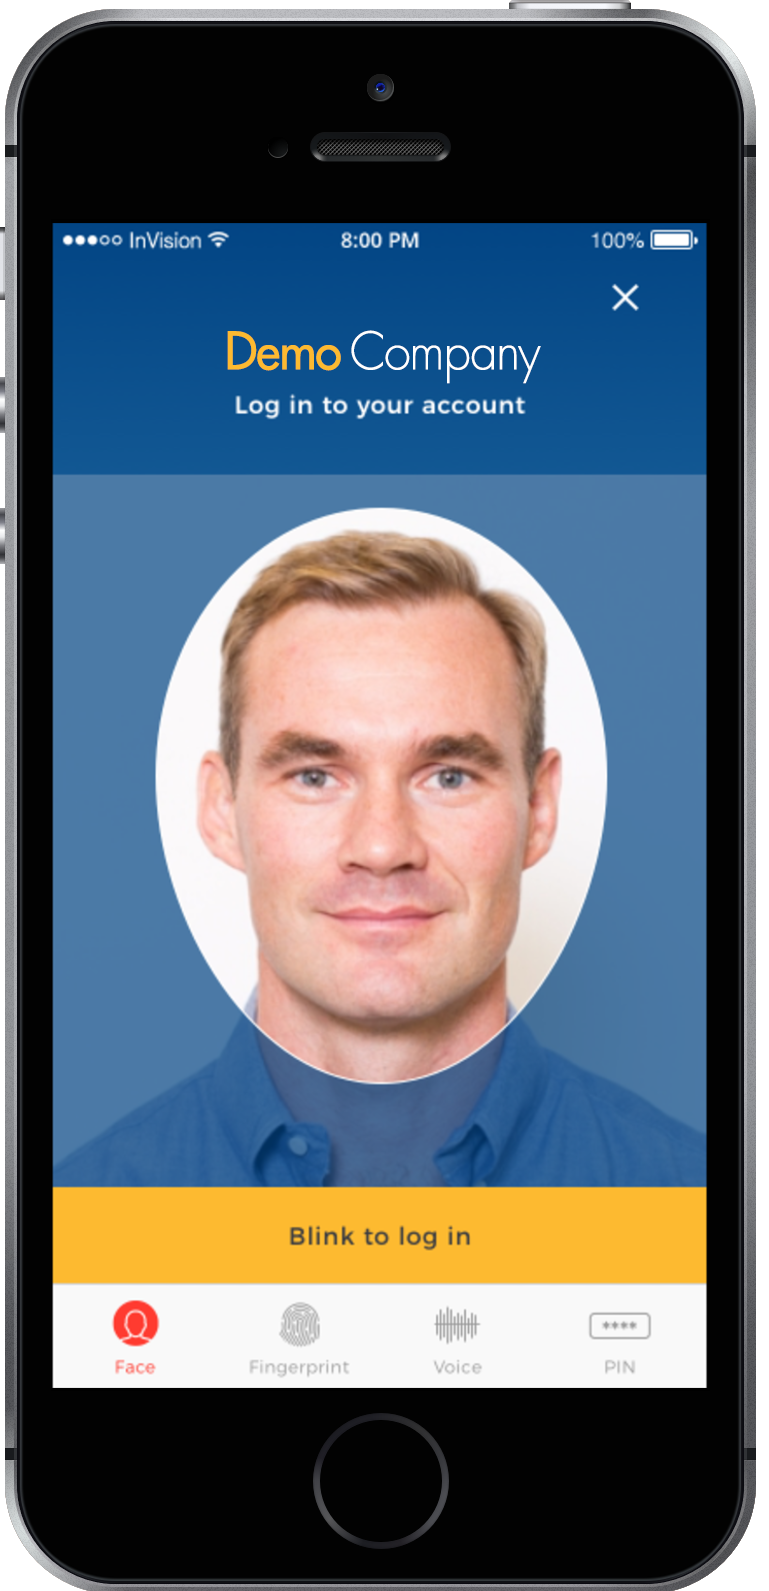 InVision 8:00 PM 100%
Demo Company
Log in to your account
Blink to log in
Face Fingerprint Voice PIN